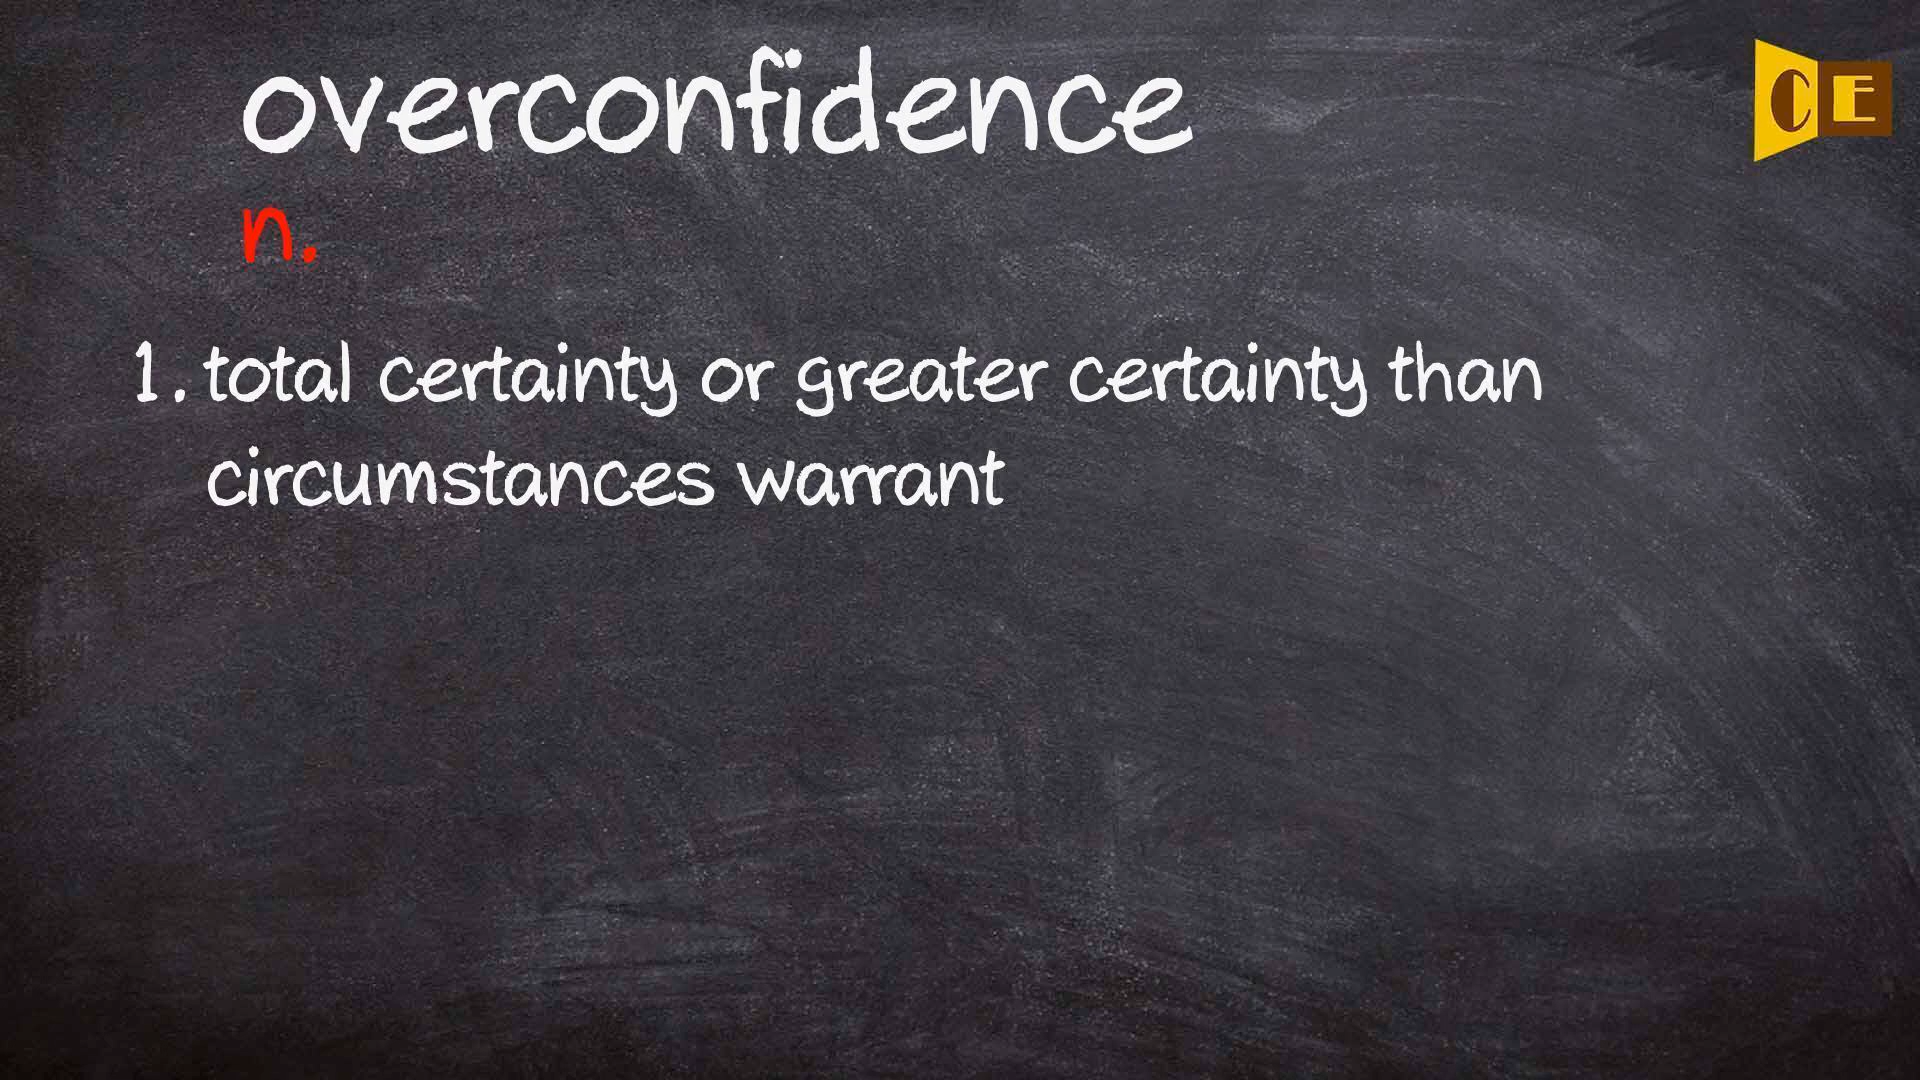 overconfidence
CE
n.
1. total certainty or greater certainty than
circumstances warrant